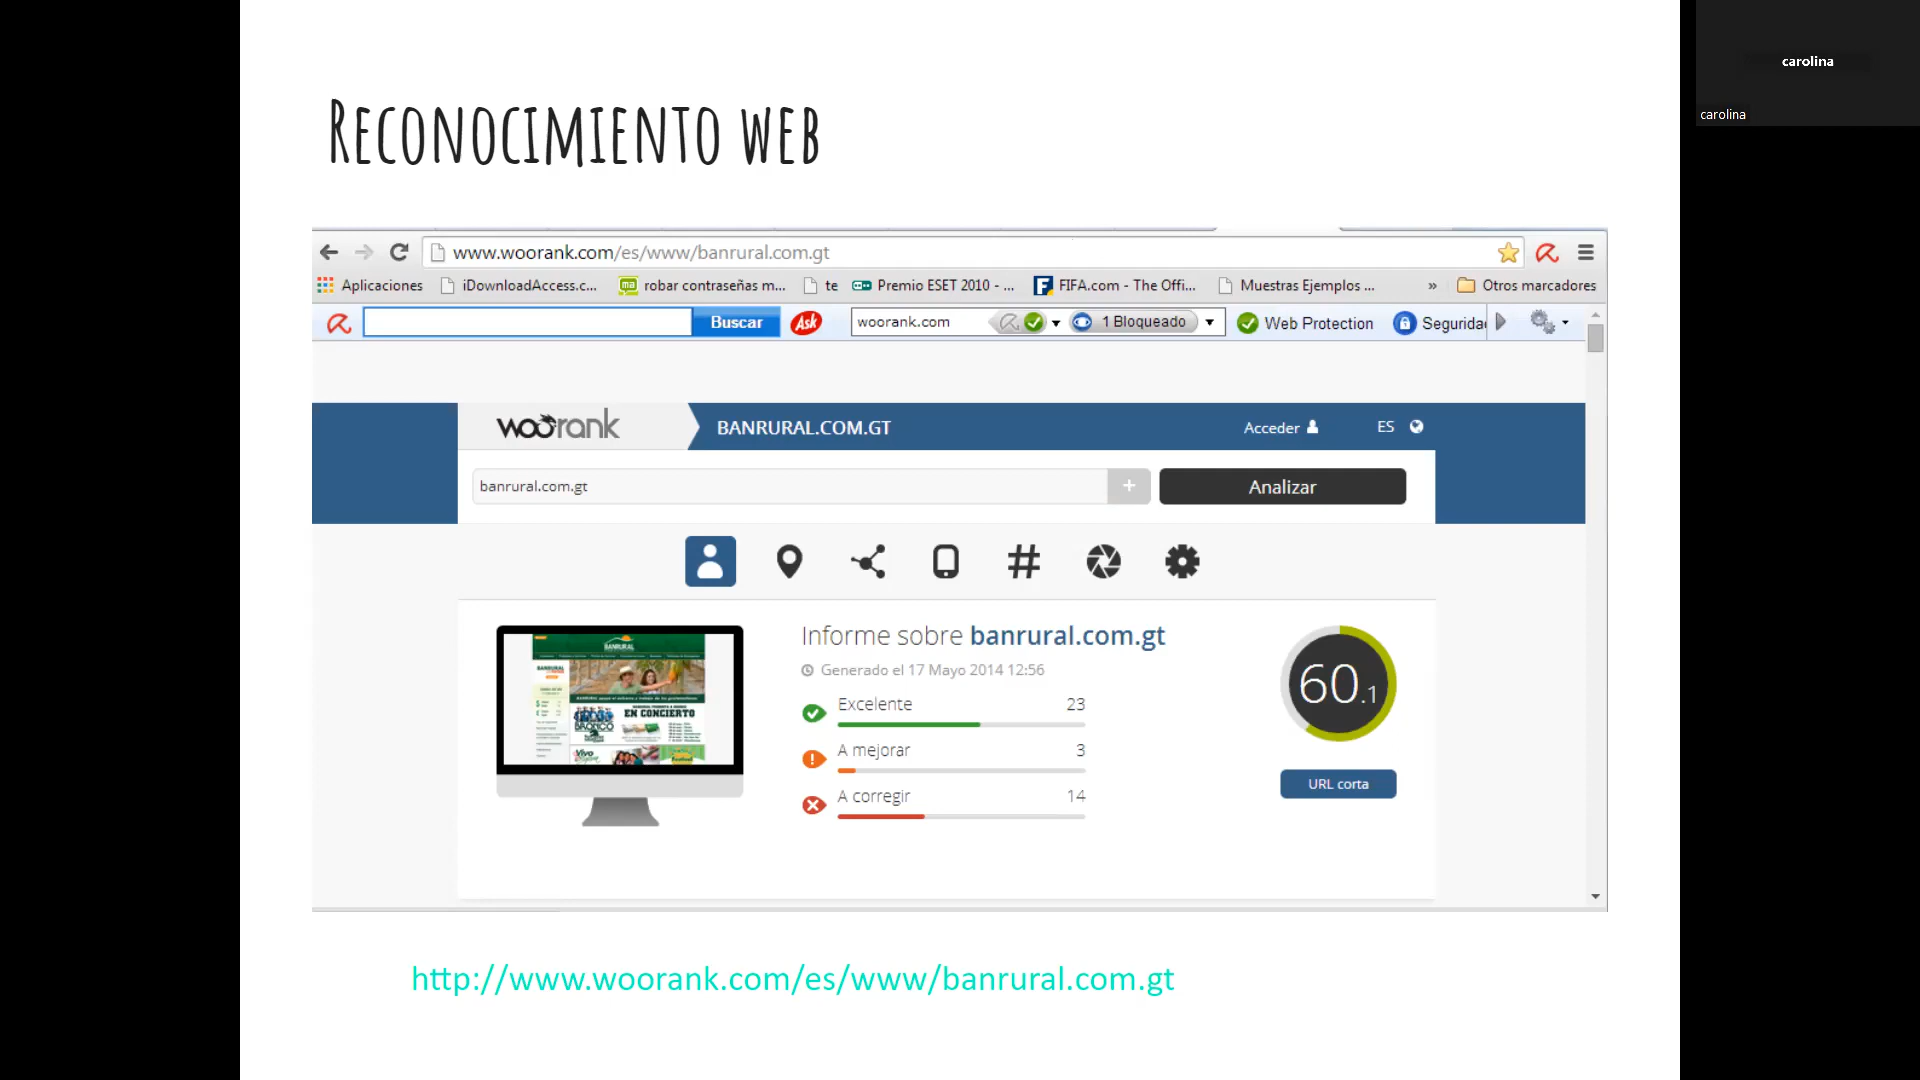 carolina
carolina
Reconocimiento web
www.woorank.com/es/www/banrural.com.gt
Aplicaciones iDownloadAccess.c... robar contraseñas m... te Premio ESET 2010 - ... FIFA.com - The Offi... Muestras Ejemplos ... » Otros marcadores
Buscar Ask woorank.com 1 Bloqueado Web Protection Segurida
woorank BANRURAL.COM.GT Acceder ES
banrural.com.gt + Analizar
Informe sobre banrural.com.gt
Generado el 17 Mayo 2014 12:56
Excelente 23
A mejorar 3
A corregir 14
60.1
URL corta
BANRURAL
EN CONCIERTO
BRONCO
http://www.woorank.com/es/www/banrural.com.gt